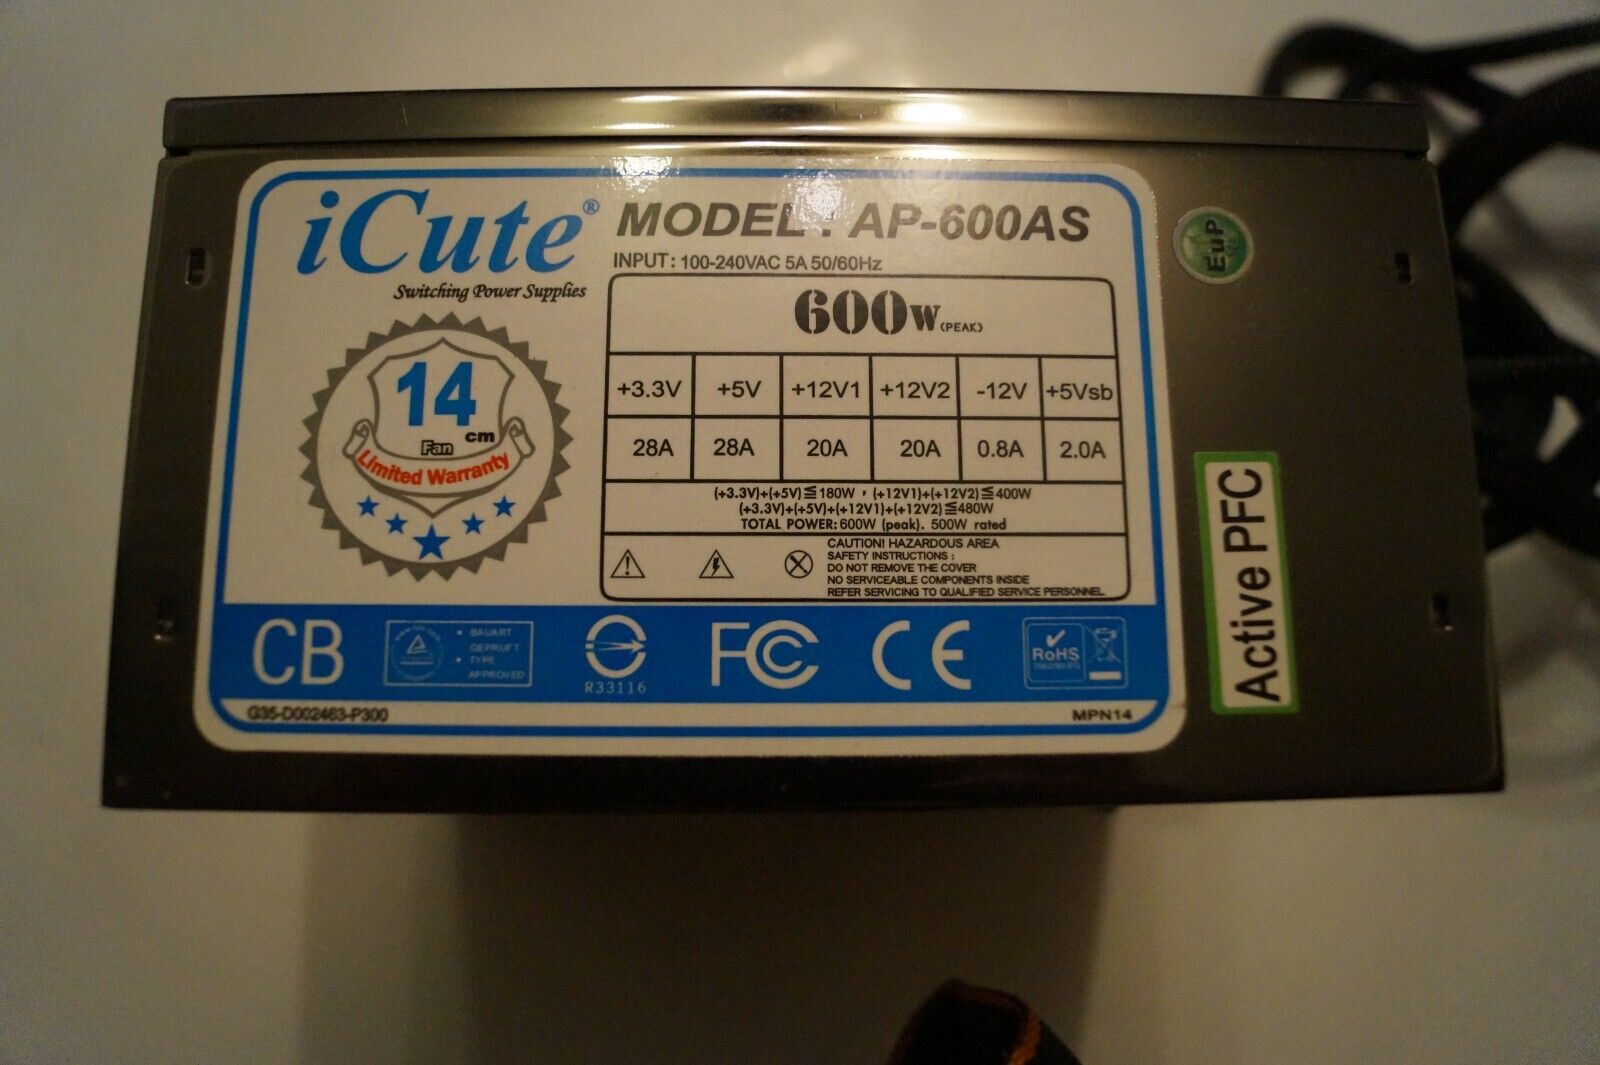 iCute®
Switching Power Supplies
MODEL : AP-600AS
INPUT: 100-240VAC 5A 50/60Hz
600W (PEAK)
+3.3V +5V +12V1 +12V2 -12V +5Vsb
28A 28A 20A 20A 0.8A 2.0A
(+3.3V)+(+5V)≦180W , (+12V1)+(+12V2)≦400W
(+3.3V)+(+5V)+(+12V1)+(+12V2)≦480W
TOTAL POWER: 600W (peak). 500W rated
CAUTION! HAZARDOUS AREA
SAFETY INSTRUCTIONS :
DO NOT REMOVE THE COVER
NO SERVICEABLE COMPONENTS INSIDE
REFER SERVICING TO QUALIFIED SERVICE PERSONNEL
14
cm
Fan
Limited Warranty
CB
BAUART
GEPRUFT
TYPE
APPROVED
R33116
FCC
CE
RoHS
G35-D002463-P300
MPN14
EuP
Active PFC